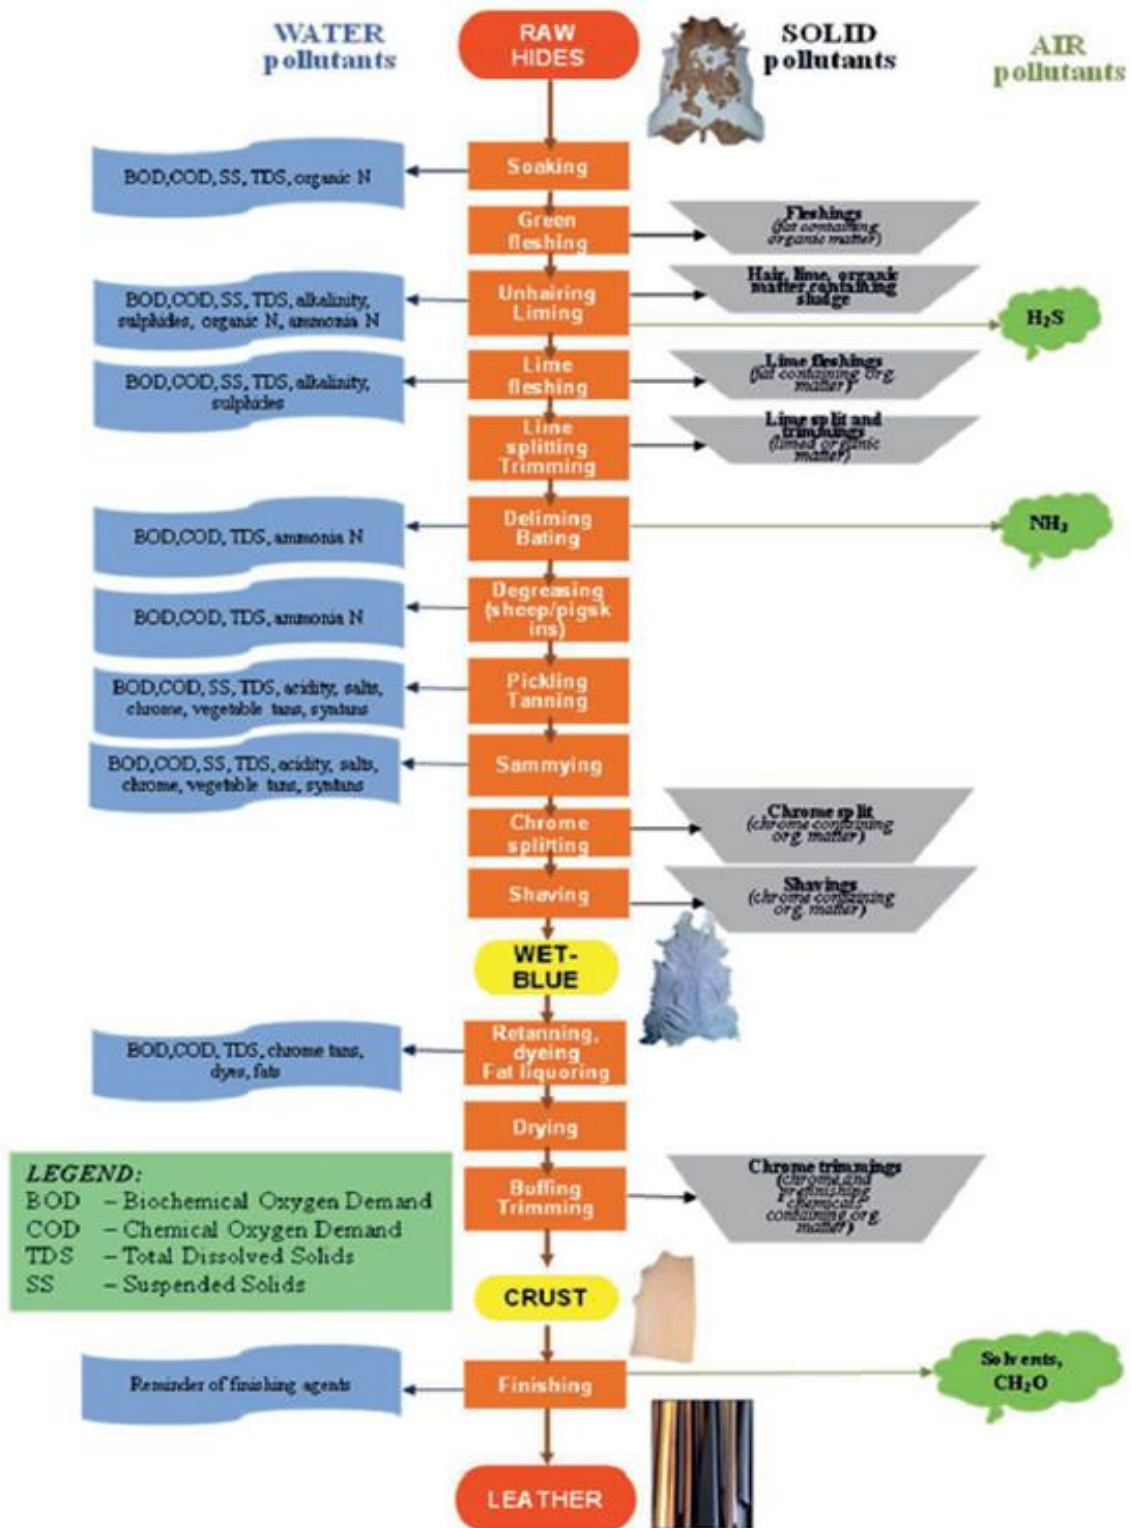 WATER
pollutants
RAW
HIDES
SOLID
pollutants
AIR
pollutants
Soaking
BOD,COD, SS, TDS, organic N
Green
fleshing
Fleshings
(fat containing
organic matter)
Unhairing
Liming
BOD,COD, SS, TDS, alkalinity,
sulphides, organic N, ammonia N
Hair, lime, organic
matter containing
sludge
H₂S
Lime
fleshing
BOD,COD, SS, TDS, alkalinity,
sulphides
Lime fleshings
(fat containing org.
matter)
Lime
splitting
Trimming
Lime split and
trimmings
(limed organic
matter)
Deliming
Bating
BOD,COD, TDS, ammonia N
NH₃
Degreasing
(sheep/pigsk
ins)
BOD,COD, TDS, ammonia N
Pickling
Tanning
BOD,COD, SS, TDS, acidity, salts,
chrome, vegetable tans, syntans
Sammying
BOD,COD, SS, TDS, acidity, salts,
chrome, vegetable tans, syntans
Chrome
splitting
Chrome split
(chrome containing
org. matter)
Shaving
Shavings
(chrome containing
org. matter)
WET-
BLUE
Retanning,
dyeing
Fat liquoring
BOD,COD, TDS, chrome tans,
dyes, fats
Drying
Buffing
Trimming
Chrome trimmings
(chrome and
prefinishing
chemicals
containing org.
matter)
LEGEND:
BOD – Biochemical Oxygen Demand
COD – Chemical Oxygen Demand
TDS – Total Dissolved Solids
SS – Suspended Solids
CRUST
Finishing
Reminder of finishing agents
Solvents,
CH₂O
LEATHER